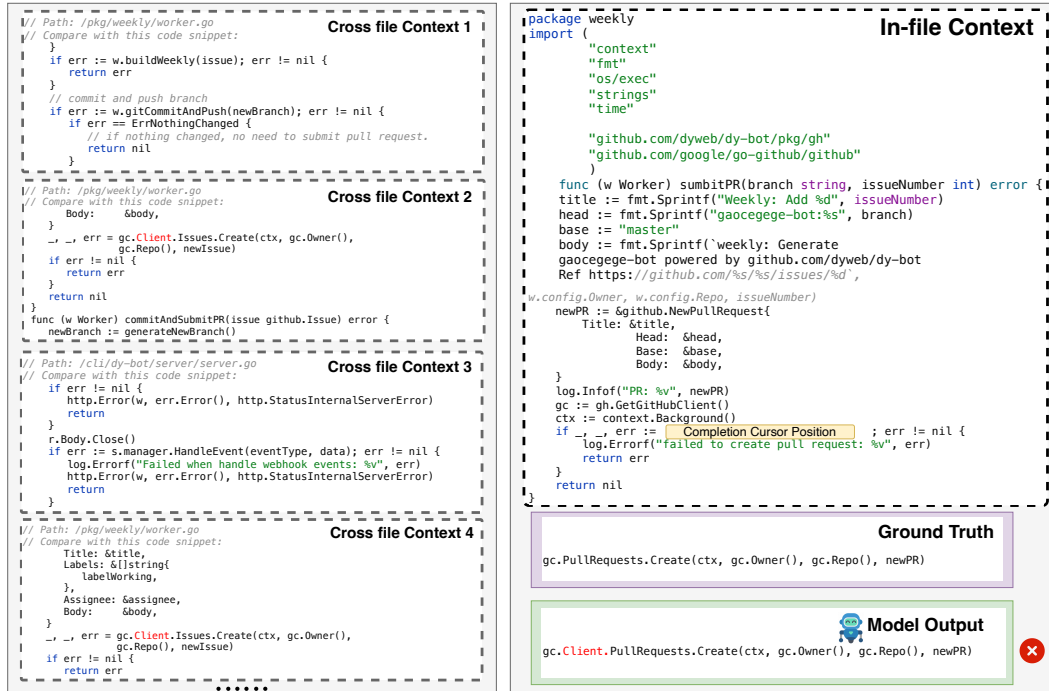 // Path: /pkg/weekly/worker.go
Cross file Context 1
// Compare with this code snippet:
}
if err := w.buildWeekly(issue); err != nil {
return err
}
// commit and push branch
if err := w.gitCommitAndPush(newBranch); err != nil {
if err == ErrNothingChanged {
// if nothing changed, no need to submit pull request.
return nil
}
// Path: /pkg/weekly/worker.go
Cross file Context 2
// Compare with this code snippet:
Body:     &body,
}
_, _, err = gc.Client.Issues.Create(ctx, gc.Owner(),
gc.Repo(), newIssue)
if err != nil {
return err
}
return nil
}
func (w Worker) commitAndSubmitPR(issue github.Issue) error {
newBranch := generateNewBranch()
// Path: /cli/dy-bot/server/server.go
Cross file Context 3
// Compare with this code snippet:
if err != nil {
http.Error(w, err.Error(), http.StatusInternalServerError)
return
}
r.Body.Close()
if err := s.manager.HandleEvent(eventType, data); err != nil {
log.Errorf("Failed when handle webhook events: %v", err)
http.Error(w, err.Error(), http.StatusInternalServerError)
return
}
// Path: /pkg/weekly/worker.go
Cross file Context 4
// Compare with this code snippet:
Title: &title,
Labels: &[]string{
labelWorking,
},
Assignee: &assignee,
Body:     &body,
}
_, _, err = gc.Client.Issues.Create(ctx, gc.Owner(),
gc.Repo(), newIssue)
if err != nil {
return err
......
package weekly
In-file Context
import (
"context"
"fmt"
"os/exec"
"strings"
"time"
"github.com/dyweb/dy-bot/pkg/gh"
"github.com/google/go-github/github"
)
func (w Worker) sumbitPR(branch string, issueNumber int) error {
title := fmt.Sprintf("Weekly: Add %d", issueNumber)
head := fmt.Sprintf("gaocegege-bot:%s", branch)
base := "master"
body := fmt.Sprintf(`weekly: Generate
gaocegege-bot powered by github.com/dyweb/dy-bot
Ref https://github.com/%s/%s/issues/%d`,
w.config.Owner, w.config.Repo, issueNumber)
newPR := &github.NewPullRequest{
Title: &title,
Head:  &head,
Base:  &base,
Body:  &body,
}
log.Infof("PR: %v", newPR)
gc := gh.GetGitHubClient()
ctx := context.Background()
if _, _, err := Completion Cursor Position ; err != nil {
log.Errorf("failed to create pull request: %v", err)
return err
}
return nil
}
Ground Truth
gc.PullRequests.Create(ctx, gc.Owner(), gc.Repo(), newPR)
Model Output
gc.Client.PullRequests.Create(ctx, gc.Owner(), gc.Repo(), newPR)